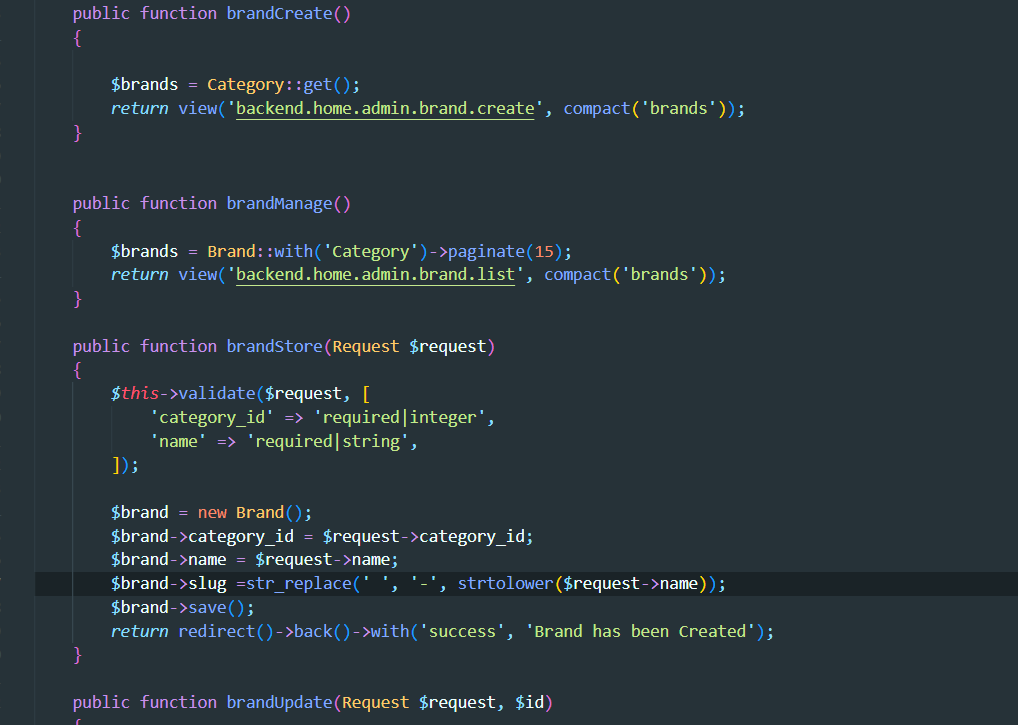 public function brandCreate()
{
$brands = Category::get();
return view('backend.home.admin.brand.create', compact('brands'));
}
public function brandManage()
{
$brands = Brand::with('Category')->paginate(15);
return view('backend.home.admin.brand.list', compact('brands'));
}
public function brandStore(Request $request)
{
$this->validate($request, [
'category_id' => 'required|integer',
'name' => 'required|string',
]);
$brand = new Brand();
$brand->category_id = $request->category_id;
$brand->name = $request->name;
$brand->slug =str_replace(' ', '-', strtolower($request->name));
$brand->save();
return redirect()->back()->with('success', 'Brand has been Created');
}
public function brandUpdate(Request $request, $id)
{